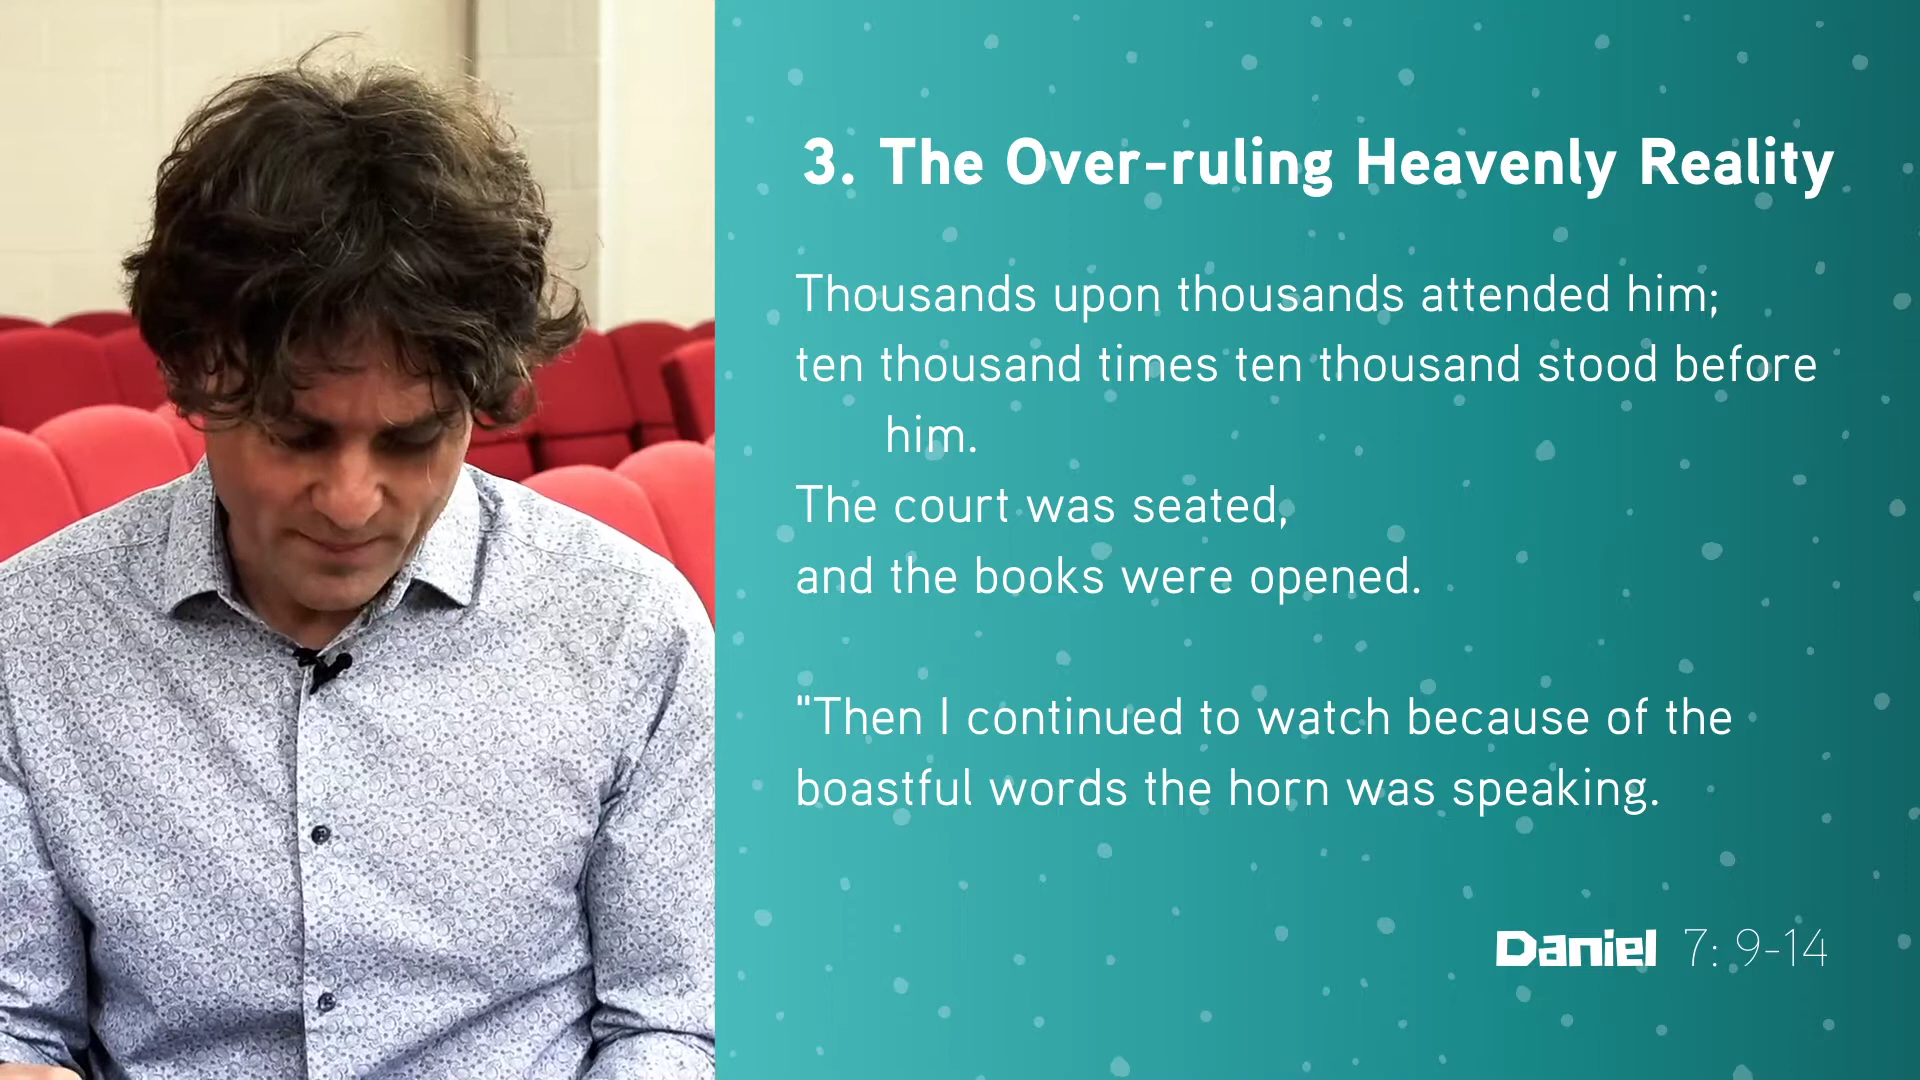 3. The Over-ruling Heavenly Reality
Thousands upon thousands attended him;
ten thousand times ten thousand stood before
him.
The court was seated,
and the books were opened.
"Then I continued to watch because of the
boastful words the horn was speaking.
Daniel 7: 9-14